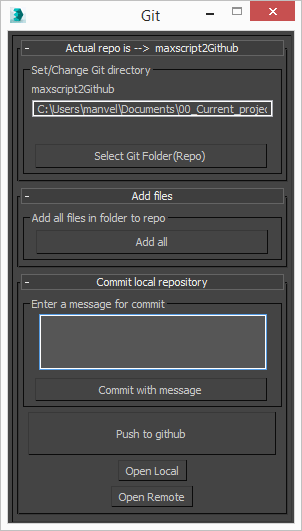 Git
- Actual repo is --> maxscript2Github
Set/Change Git directory
maxscript2Github
C:\Users\manvel\Documents\00_Current_projec
Select Git Folder(Repo)
- Add files
Add all files in folder to repo
Add all
- Commit local repository
Enter a message for commit
Commit with message
Push to github
Open Local
Open Remote